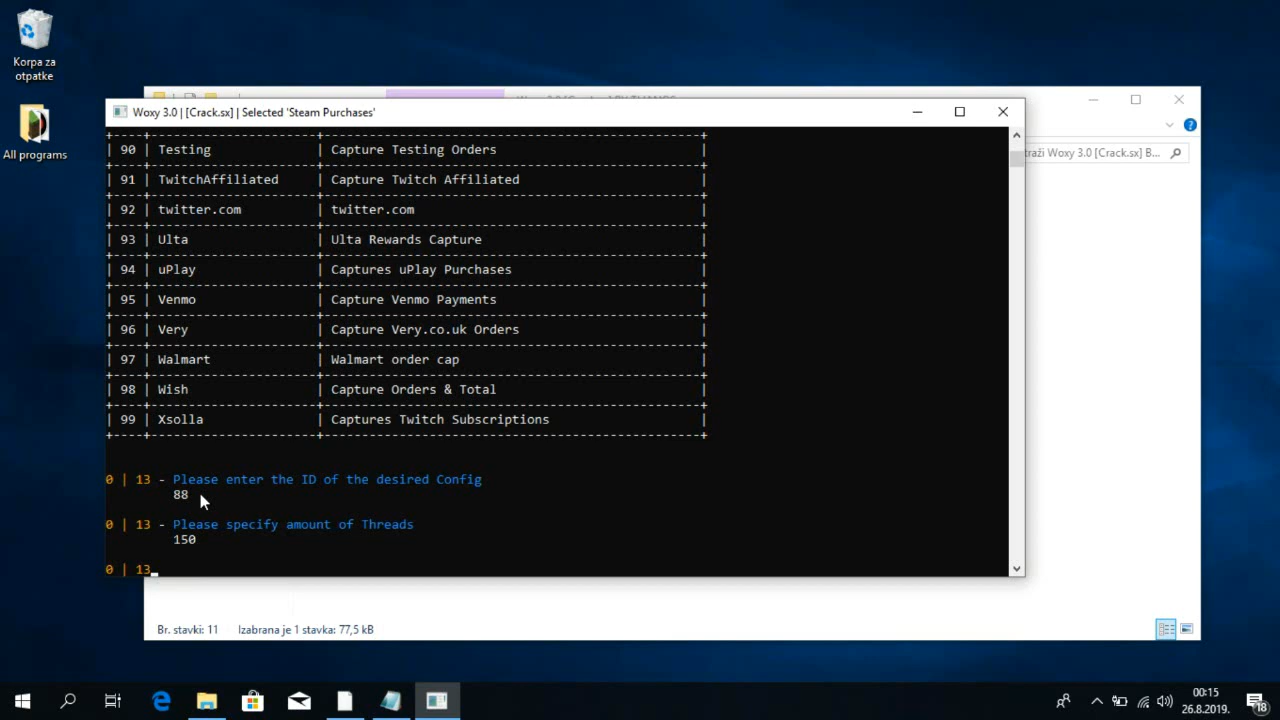 Korpa za
otpatke
All programs
Woxy 3.0 | [Crack.sx] | Selected 'Steam Purchases'
traži Woxy 3.0 [Crack.sx] B...
| 90 | Testing | Capture Testing Orders |
| 91 | TwitchAffiliated | Capture Twitch Affiliated |
| 92 | twitter.com | twitter.com |
| 93 | Ulta | Ulta Rewards Capture |
| 94 | uPlay | Captures uPlay Purchases |
| 95 | Venmo | Capture Venmo Payments |
| 96 | Very | Capture Very.co.uk Orders |
| 97 | Walmart | Walmart order cap |
| 98 | Wish | Capture Orders & Total |
| 99 | Xsolla | Captures Twitch Subscriptions |
0 | 13 - Please enter the ID of the desired Config
88
0 | 13 - Please specify amount of Threads
150
0 | 13
Br. stavki: 11 Izabrana je 1 stavka: 77,5 kB
00:15
26.8.2019.
18